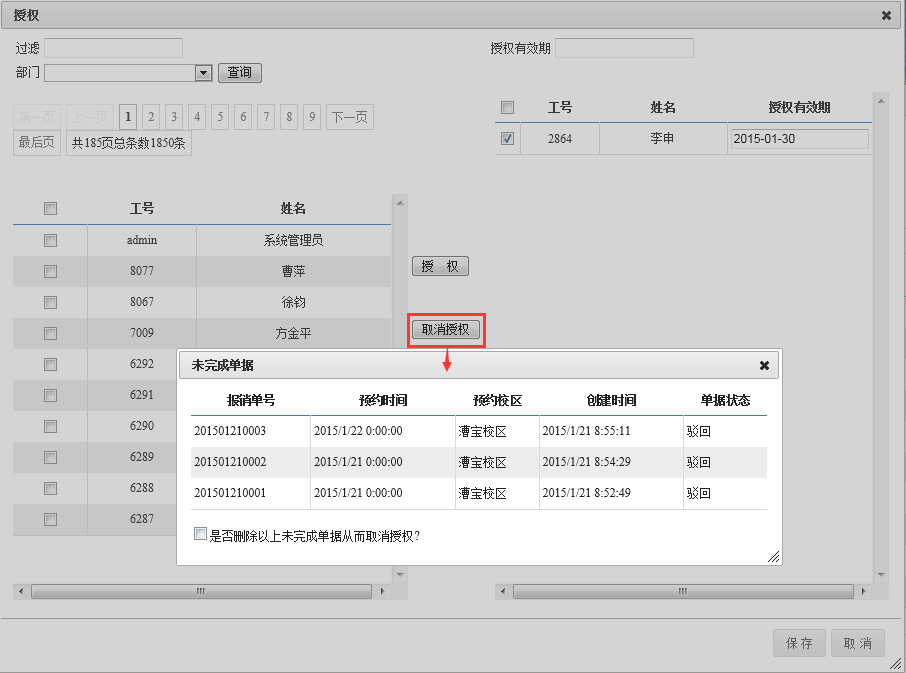 授权
过滤
授权有效期
部门 查询
第一页 上一页 1 2 3 4 5 6 7 8 9 下一页
最后页 共185页总条数1850条
工号 姓名 授权有效期
2864 李申 2015-01-30
工号 姓名
admin 系统管理员
8077 曹萍
8067 徐钧
7009 方金平
6292
6291
6290
6289
6288
6287
授 权
取消授权
未完成单据
报消单号 预约时间 预约校区 创建时间 单据状态
201501210003 2015/1/22 0:00:00 漕宝校区 2015/1/21 8:55:11 驳回
201501210002 2015/1/21 0:00:00 漕宝校区 2015/1/21 8:54:29 驳回
201501210001 2015/1/21 0:00:00 漕宝校区 2015/1/21 8:52:49 驳回
是否删除以上未完成单据从而取消授权？
保 存 取 消